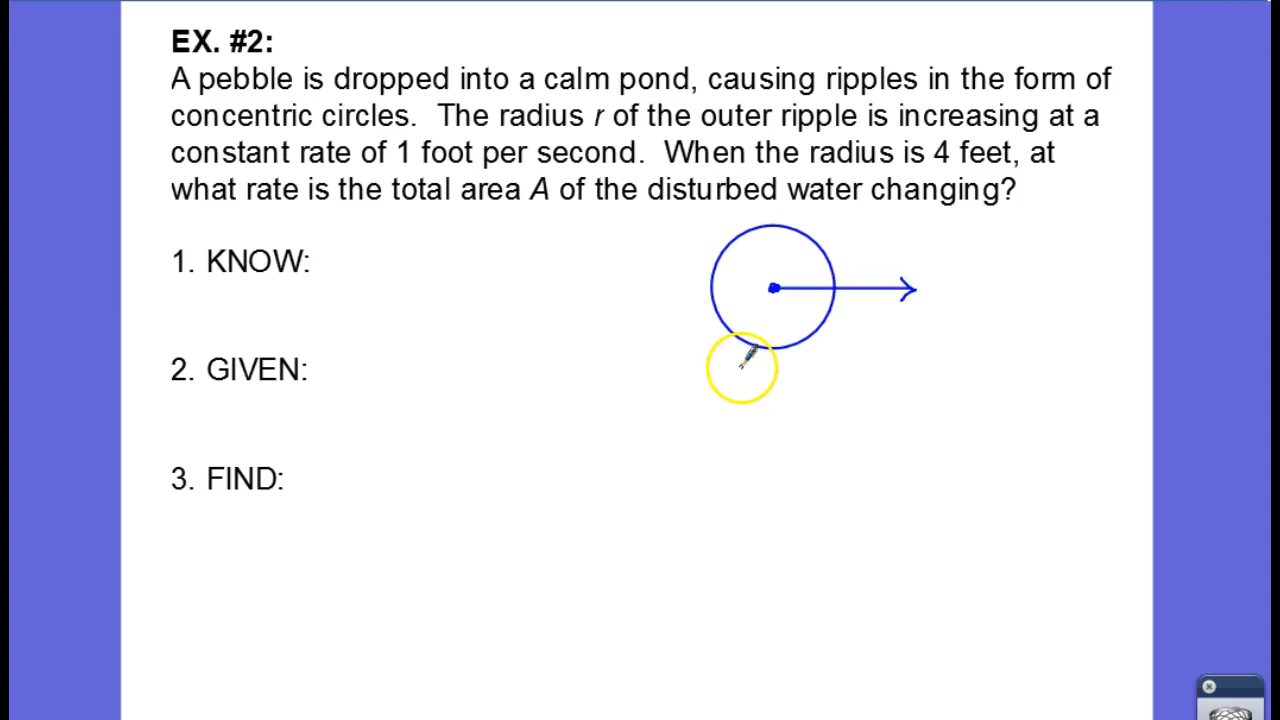 EX. #2:
A pebble is dropped into a calm pond, causing ripples in the form of
concentric circles. The radius r of the outer ripple is increasing at a
constant rate of 1 foot per second. When the radius is 4 feet, at
what rate is the total area A of the disturbed water changing?
1. KNOW:
2. GIVEN:
3. FIND: